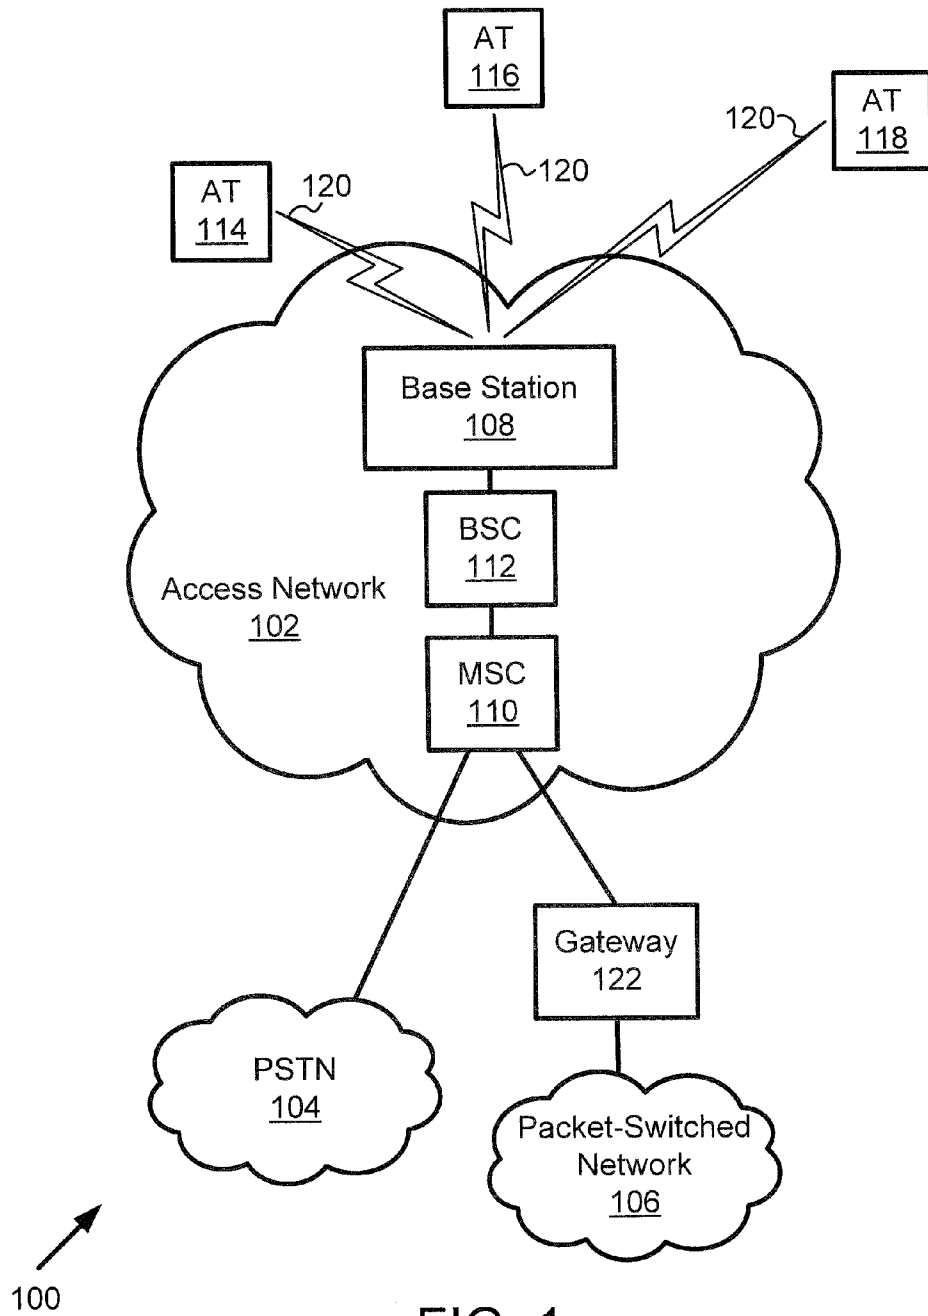 AT
116
AT
118
120
120
120
AT
114
Base Station
108
BSC
112
Access Network
102
MSC
110
Gateway
122
PSTN
104
Packet-Switched
Network
106
100
FIG. 1